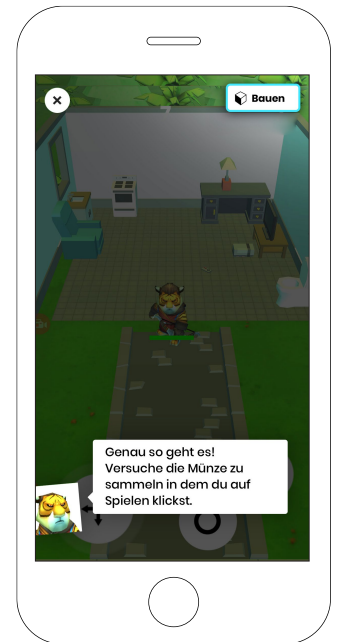 Bauen
Genau so geht es!
Versuche die Münze zu
sammeln in dem du auf
Spielen klickst.